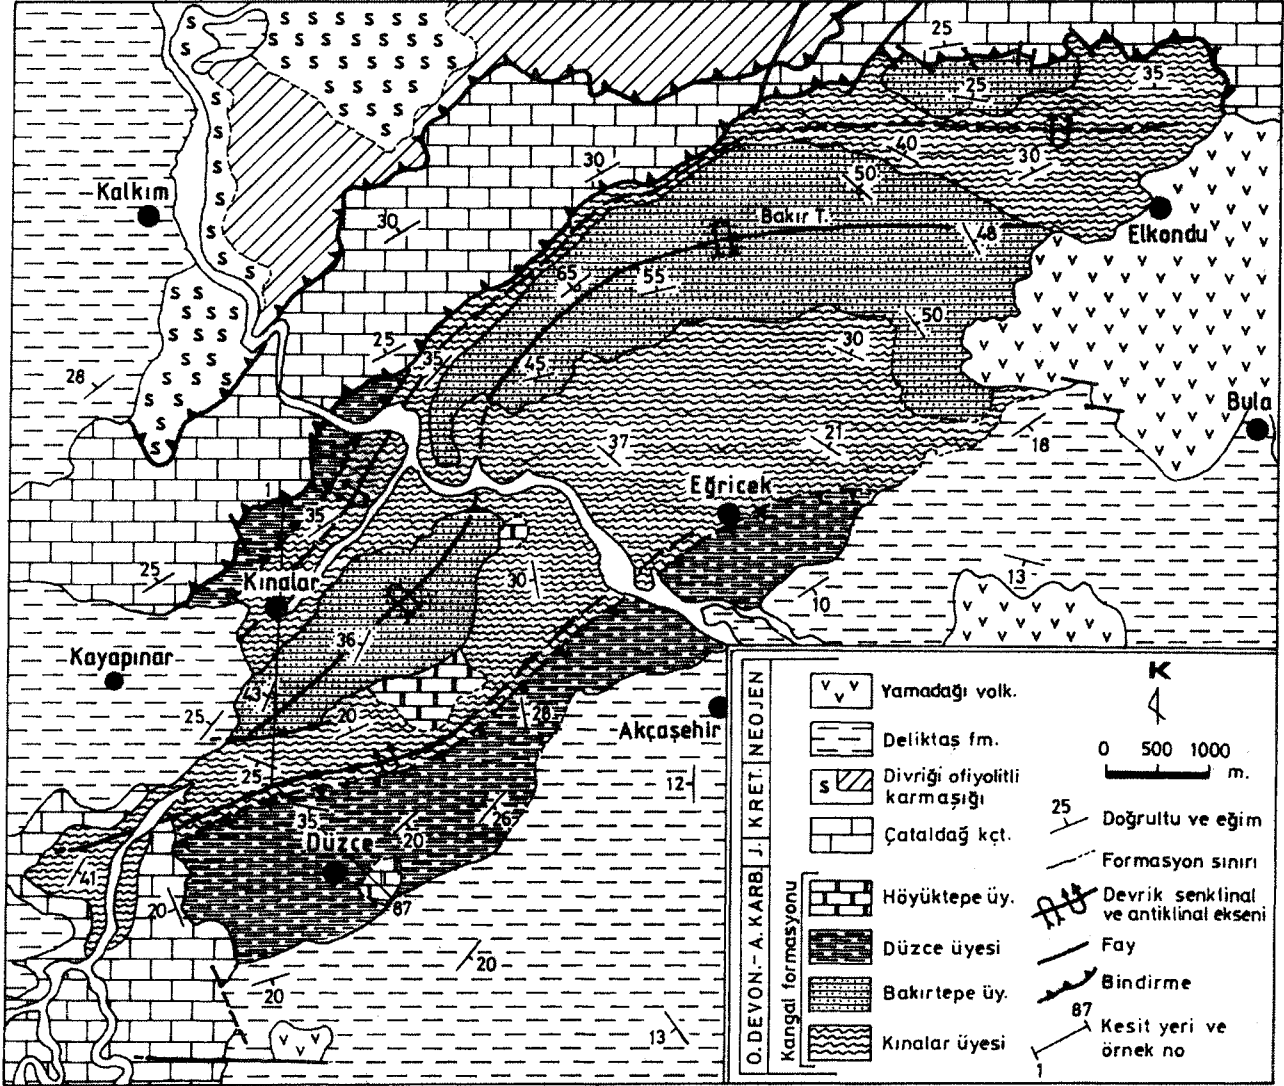 25
35
25
30
40
30
50
Kalkım
Bakır T.
Elkondu
30
48
65
55
50
25
35
30
45
28
Bula
18
37
21
1
Eğricek
35
25
Kınalar
30
13
10
36
Kayapınar
43
25
20
28
Akçaşehir
12
25
35
Düzce
20
26
41
87
20
20
20
13
O.DEVON.-A.KARB. J. KRET. NEOJEN
Yamadağı volk.
Deliktaş fm.
Divriği ofiyolitli
karmaşığı
Çataldağ kçt.
Kangal formasyonu
Höyüktepe üy.
Düzce üyesi
Bakırtepe üy.
Kınalar üyesi
K
0 500 1000
m.
25
Doğrultu ve eğim
Formasyon sınırı
Devrik senklinal
ve antiklinal ekseni
Fay
Bindirme
87
Kesit yeri ve
örnek no
1